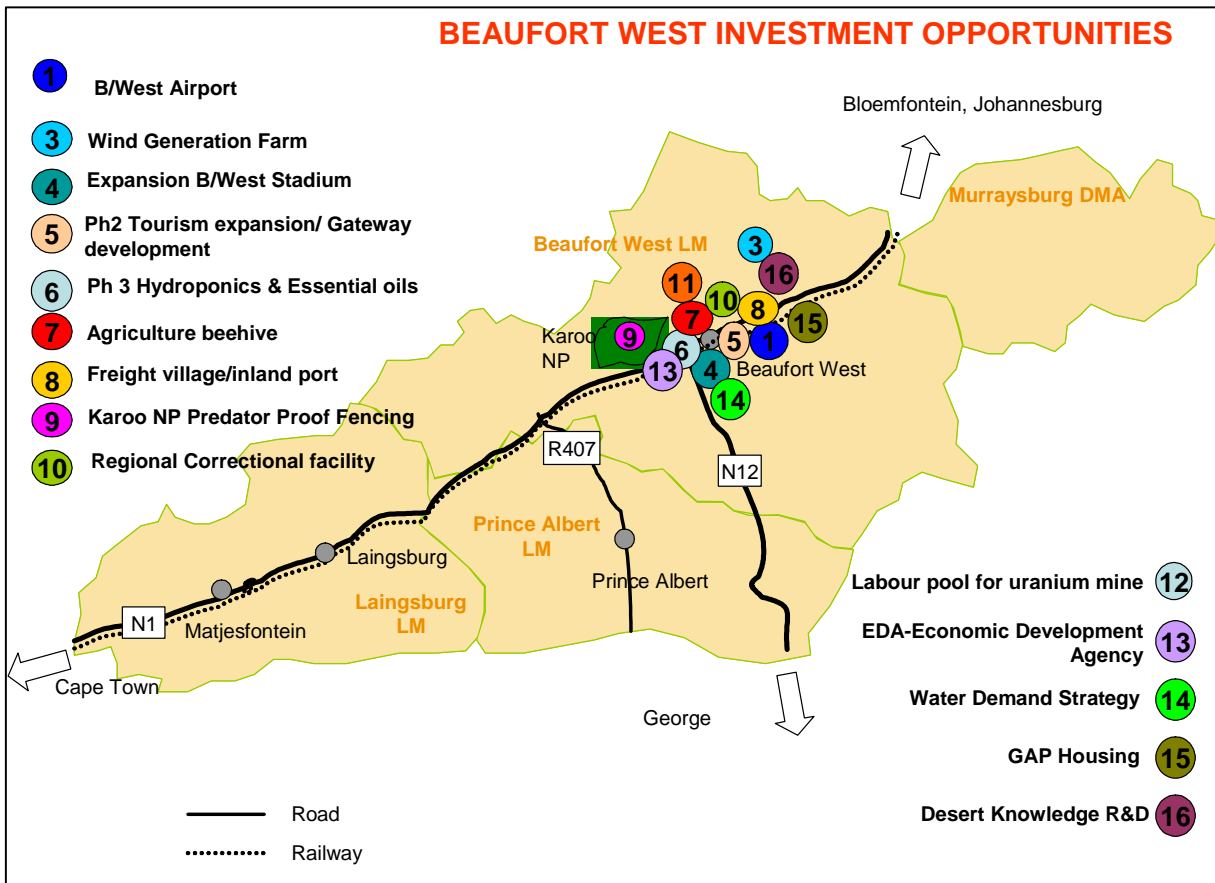 BEAUFORT WEST INVESTMENT OPPORTUNITIES
1 B/West Airport
3 Wind Generation Farm
4 Expansion B/West Stadium
5 Ph2 Tourism expansion/ Gateway
development
6 Ph 3 Hydroponics & Essential oils
7 Agriculture beehive
8 Freight village/inland port
9 Karoo NP Predator Proof Fencing
10 Regional Correctional facility
Bloemfontein, Johannesburg
Murraysburg DMA
Beaufort West LM
3
16
11
10
8
15
7
Karoo
NP
9
6
5
1
13
4
Beaufort West
14
R407
N12
Prince Albert
LM
Laingsburg
Prince Albert
Laingsburg
LM
N1
Matjesfontein
Cape Town
George
Labour pool for uranium mine 12
EDA-Economic Development
Agency 13
Water Demand Strategy 14
GAP Housing 15
Desert Knowledge R&D 16
Road
Railway